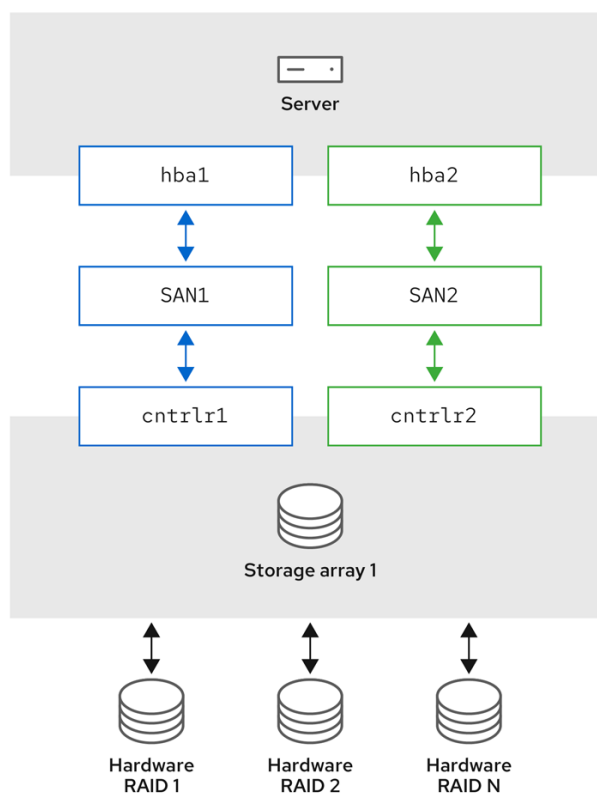 Server
hba1
hba2
SAN1
SAN2
cntrlr1
cntrlr2
Storage array 1
Hardware
RAID 1
Hardware
RAID 2
Hardware
RAID N